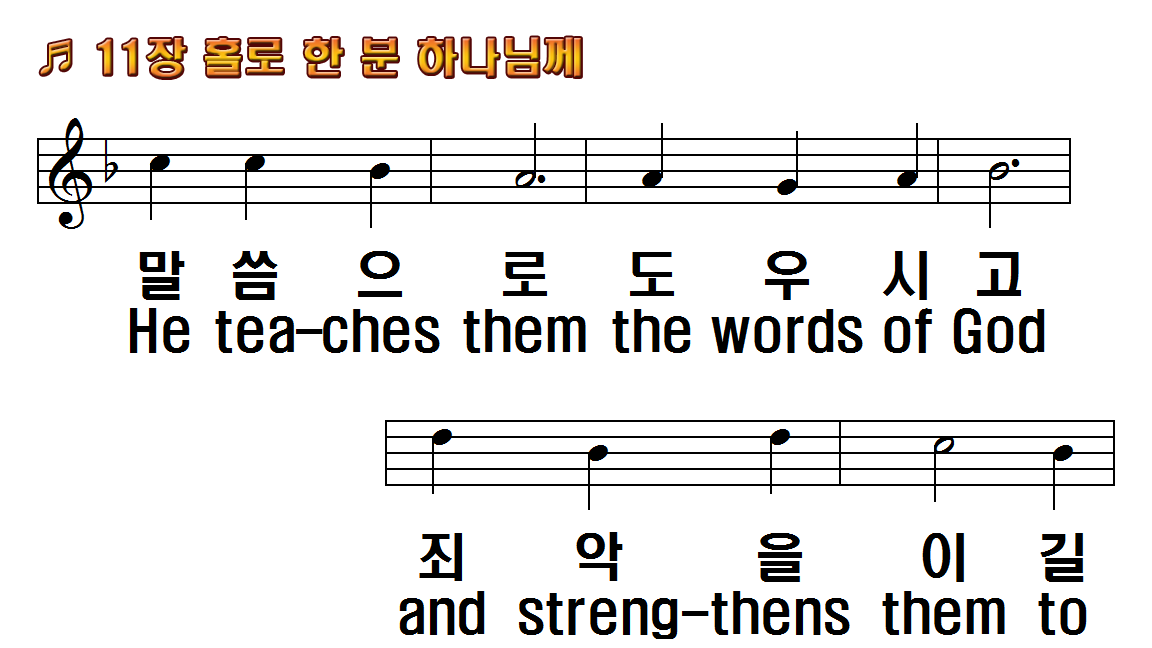 11장 홀로 한 분 하나님께
말 씀 으 로 도 우 시 고
He tea-ches them the words of God
죄 악 을 이 길
and streng-thens them to